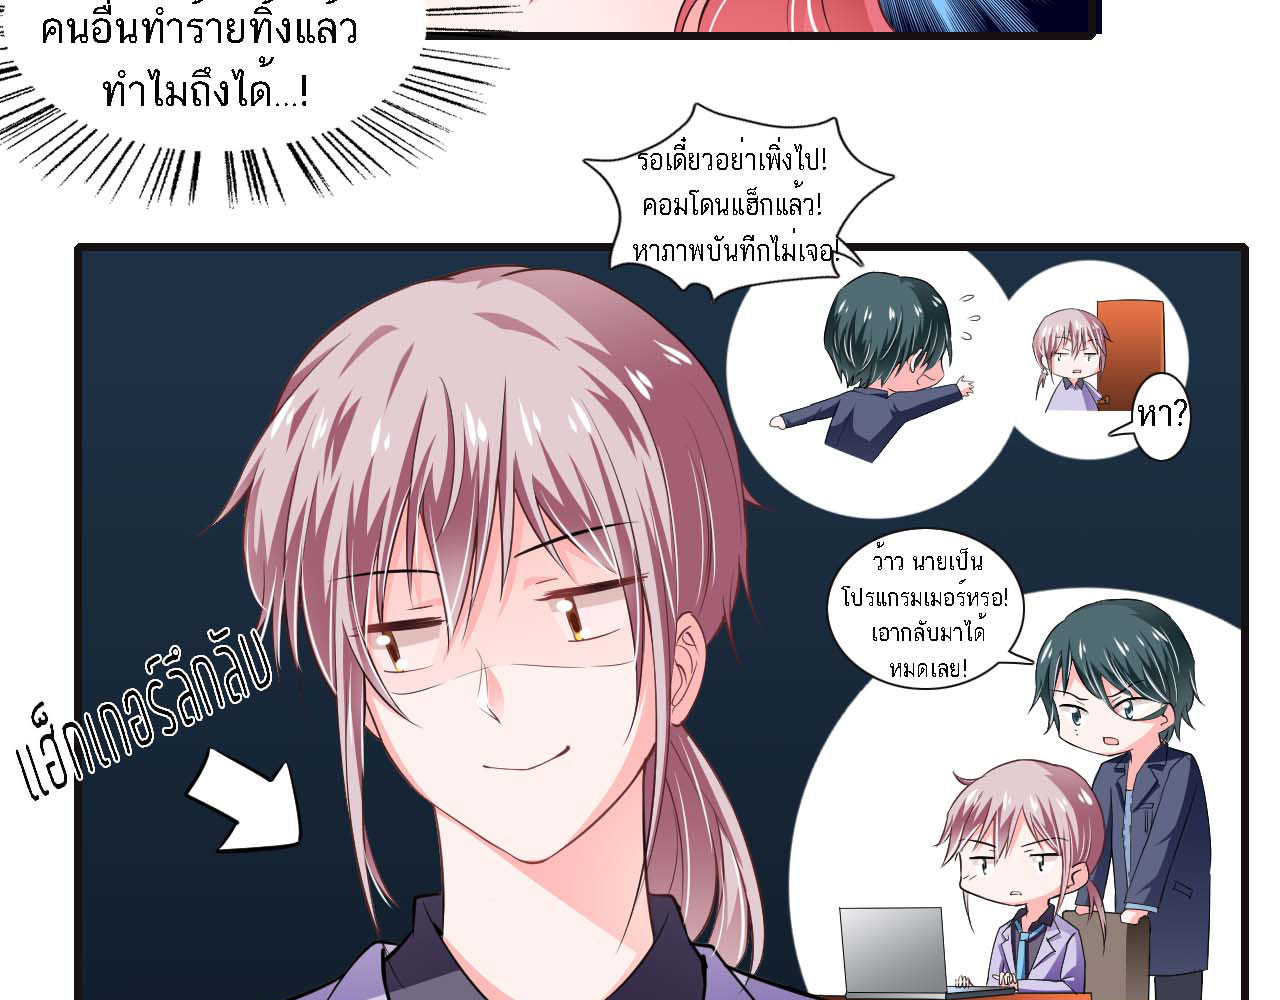 คนอื่นทำร้ายทิ้งแล้ว
ทำไมถึงได้...!
รอเดี๋ยวอย่าเพิ่งไป!
คอมโดนแฮ็กแล้ว!
หาภาพบันทึกไม่เจอ!
หา?
ว้าว นายเป็น
โปรแกรมเมอร์หรอ!
เอากลับมาได้
หมดเลย!
แฮ็กเกอร์ลึกลับ